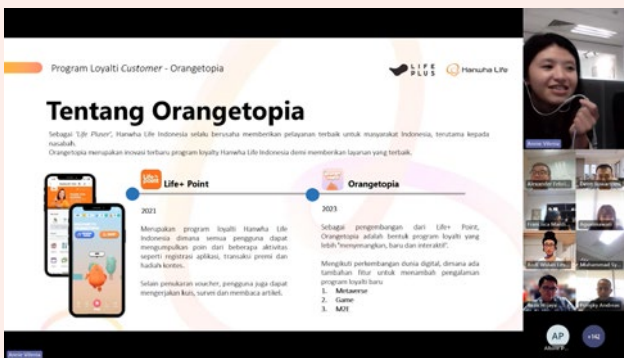 Program Loyalti Customer - Orangetopia
LIFE
PLUS
Hanwha Life
Tentang Orangetopia
Sebagai 'Life Pluser', Hanwha Life Indonesia selalu berusaha memberikan pelayanan terbaik untuk masyarakat Indonesia, terutama kepada
nasabah.
Orangetopia merupakan inovasi terbaru program loyalty Hanwha Life Indonesia demi memberikan layanan yang terbaik.
Life+ Point
2021
Merupakan program loyalti Hanwha Life
Indonesia dimana semua pengguna dapat
mengumpulkan poin dari beberapa aktivitas
seperti registrasi aplikasi, transaksi premi dan
hadiah kontes.
Selain penukaran voucher, pengguna juga dapat
mengerjakan kuis, survei dan membaca artikel.
Orangetopia
2023
Sebagai pengembangan dari Life+ Point,
Orangetopia adalah bentuk program loyalti yang
lebih "menyenangkan, baru dan interaktif".
Mengikuti perkembangan dunia digital, dimana ada
tambahan fitur untuk menambah pengalaman
program loyalti baru
1. Metaverse
2. Game
3. M2E
AP
+142